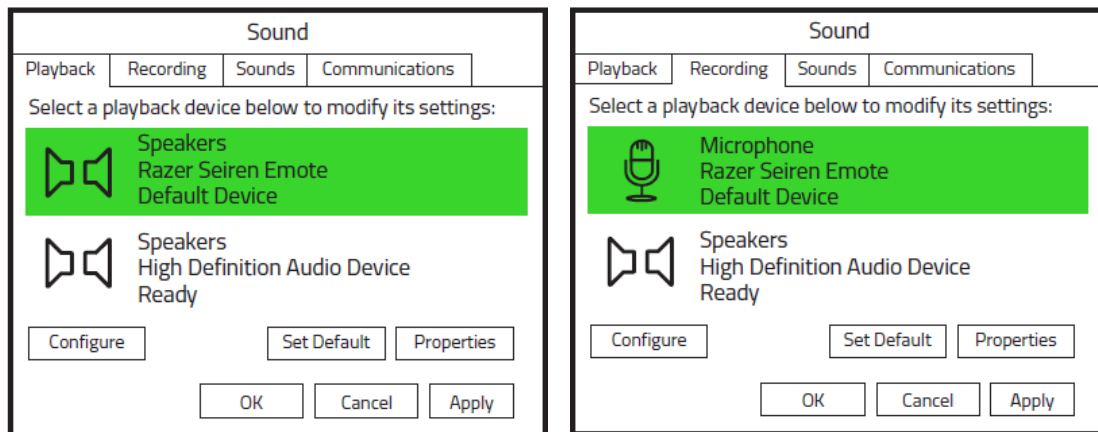 Sound
Playback Recording Sounds Communications
Select a playback device below to modify its settings:
Speakers
Razer Seiren Emote
Default Device
Speakers
High Definition Audio Device
Ready
Configure Set Default Properties
OK Cancel Apply
Sound
Playback Recording Sounds Communications
Select a playback device below to modify its settings:
Microphone
Razer Seiren Emote
Default Device
Speakers
High Definition Audio Device
Ready
Configure Set Default Properties
OK Cancel Apply